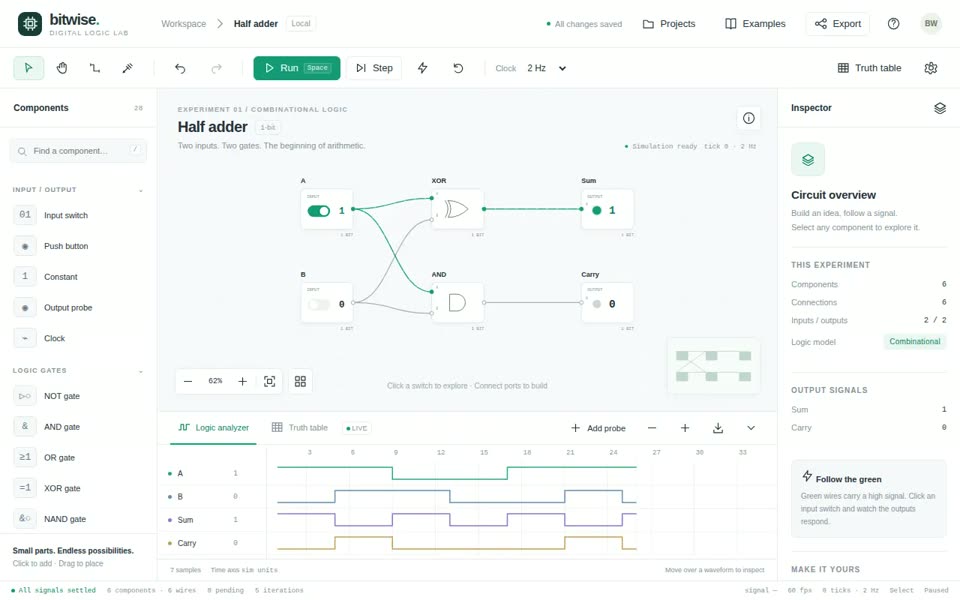 bitwise.
DIGITAL LOGIC LAB
Workspace
Half adder
Local
All changes saved
Projects
Examples
Export
BW
Run
Space
Step
Clock
2 Hz
Truth table
Components
28
Find a component...
/
INPUT / OUTPUT
01 Input switch
Push button
1 Constant
Output probe
Clock
LOGIC GATES
NOT gate
& AND gate
≥1 OR gate
=1 XOR gate
NAND gate
Small parts. Endless possibilities.
Click to add · Drag to place
EXPERIMENT 01 / COMBINATIONAL LOGIC
Half adder
1-bit
Two inputs. Two gates. The beginning of arithmetic.
Simulation ready tick 0 · 2 Hz
A
INPUT
1
1 BIT
XOR
1 BIT
Sum
OUTPUT
1
1 BIT
B
INPUT
0
1 BIT
AND
1 BIT
Carry
OUTPUT
0
1 BIT
62%
Click a switch to explore · Connect ports to build
Logic analyzer
Truth table
LIVE
Add probe
3 6 9 12 15 18 21 24 27 30 33
A 1
B 0
Sum 1
Carry 0
7 samples
Time axis sim units
Move over a waveform to inspect
Inspector
Circuit overview
Build an idea, follow a signal.
Select any component to explore it.
THIS EXPERIMENT
Components 6
Connections 6
Inputs / outputs 2 / 2
Logic model Combinational
OUTPUT SIGNALS
Sum 1
Carry 0
Follow the green
Green wires carry a high signal. Click an
input switch and watch the outputs
respond.
MAKE IT YOURS
All signals settled
6 components · 6 wires
0 pending
5 iterations
signal —
60 fps
0 ticks · 2 Hz
Select
Paused